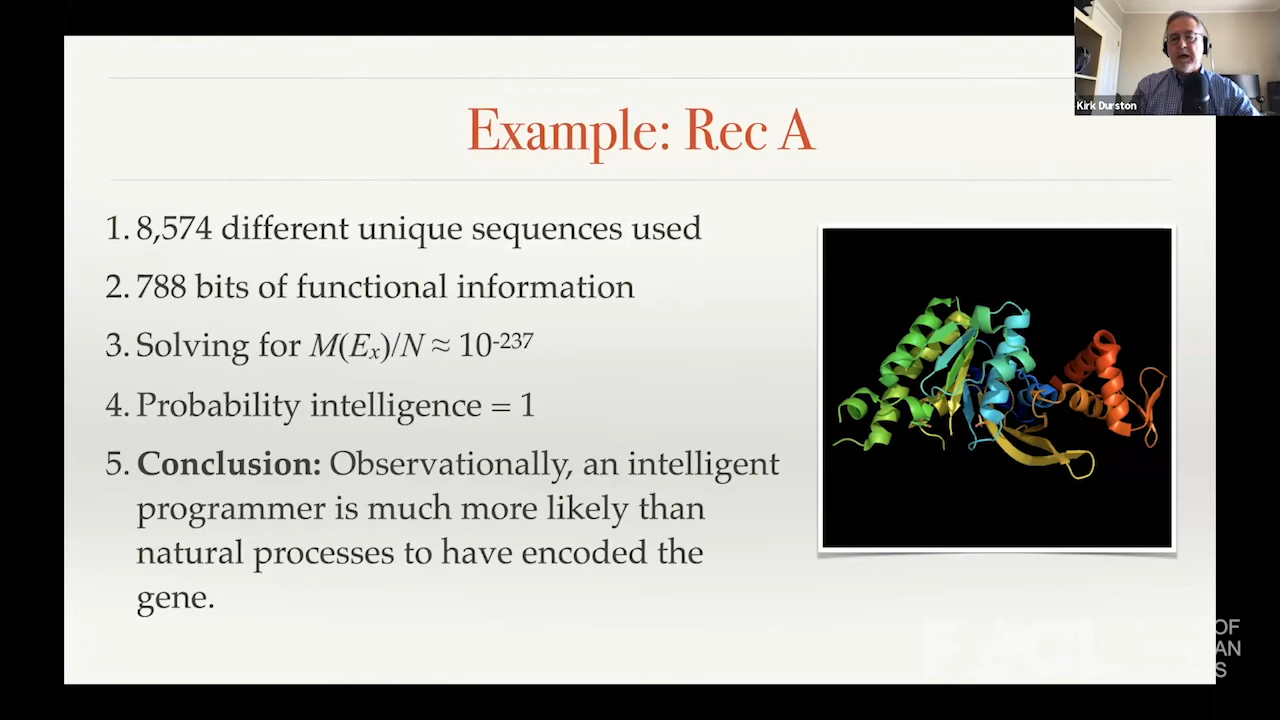 Kirk Durston
Example: Rec A
1. 8,574 different unique sequences used
2. 788 bits of functional information
3. Solving for M(Eₓ)/N ≈ 10⁻²³⁷
4. Probability intelligence = 1
5. Conclusion: Observationally, an intelligent
programmer is much more likely than
natural processes to have encoded the
gene.
OF
AN
S